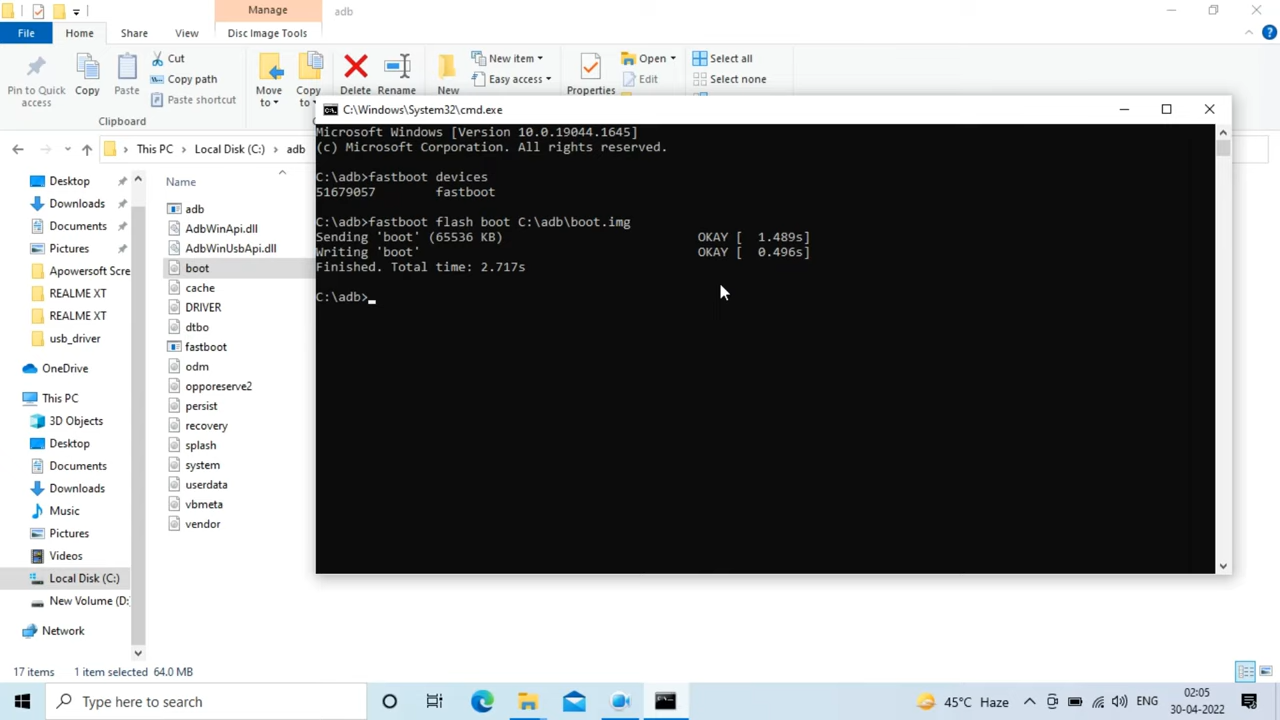 Manage
adb
File
Home
Share
View
Disc Image Tools
Pin to Quick
access
Copy
Paste
Cut
Copy path
Paste shortcut
Clipboard
Move
to
Copy
to
Delete
Rename
New
New item
Easy access
Properties
Open
Edit
Select all
Select none
This PC
Local Disk (C:)
adb
C:\Windows\System32\cmd.exe
Microsoft Windows [Version 10.0.19044.1645]
(c) Microsoft Corporation. All rights reserved.
C:\adb>fastboot devices
51679057 fastboot
C:\adb>fastboot flash boot C:\adb\boot.img
Sending 'boot' (65536 KB) OKAY [ 1.489s]
Writing 'boot' OKAY [ 0.496s]
Finished. Total time: 2.717s
C:\adb>
Desktop
Downloads
Documents
Pictures
Apowersoft Scre
REALME XT
REALME XT
usb_driver
OneDrive
This PC
3D Objects
Desktop
Documents
Downloads
Music
Pictures
Videos
Local Disk (C:)
New Volume (D:
Network
Name
adb
AdbWinApi.dll
AdbWinUsbApi.dll
boot
cache
DRIVER
dtbo
fastboot
odm
opporeserve2
persist
recovery
splash
system
userdata
vbmeta
vendor
17 items
1 item selected 64.0 MB
Type here to search
45°C Haze
ENG
02:05
30-04-2022